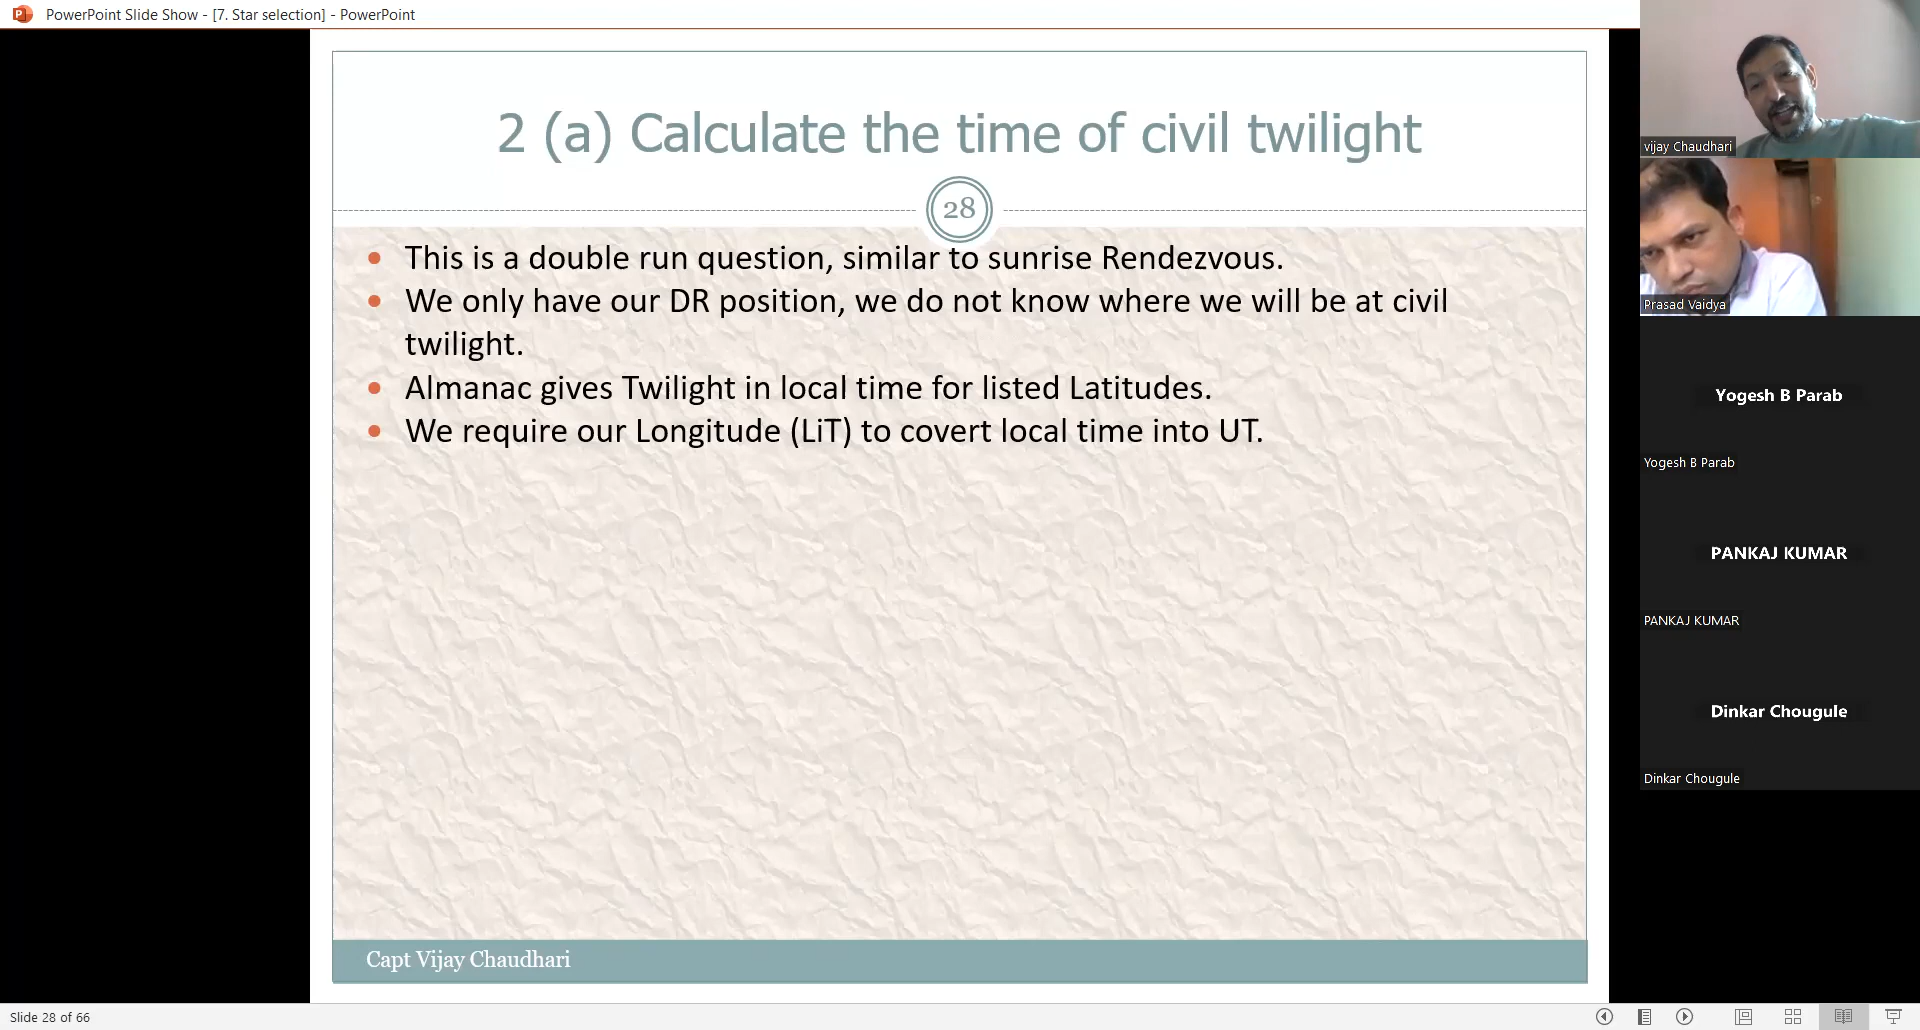 PowerPoint Slide Show - [7. Star selection] - PowerPoint
2 (a) Calculate the time of civil twilight
28
This is a double run question, similar to sunrise Rendezvous.
We only have our DR position, we do not know where we will be at civil
twilight.
Almanac gives Twilight in local time for listed Latitudes.
We require our Longitude (LiT) to covert local time into UT.
Capt Vijay Chaudhari
Slide 28 of 66
vijay Chaudhari
Prasad Vaidya
Yogesh B Parab
Yogesh B Parab
PANKAJ KUMAR
PANKAJ KUMAR
Dinkar Chougule
Dinkar Chougule